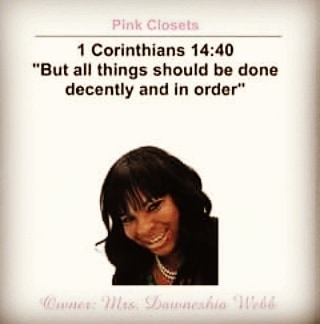 Pink Closets
1 Corinthians 14:40
"But all things should be done
decently and in order"
Owner: Mrs. Dawneshia Webb